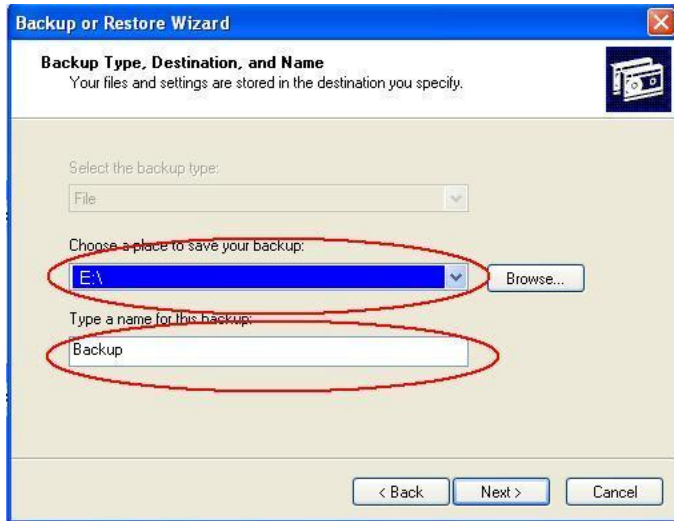 Backup or Restore Wizard
Backup Type, Destination, and Name
Your files and settings are stored in the destination you specify.
Select the backup type:
File
Choose a place to save your backup:
E:\
Browse...
Type a name for this backup:
Backup
< Back
Next >
Cancel